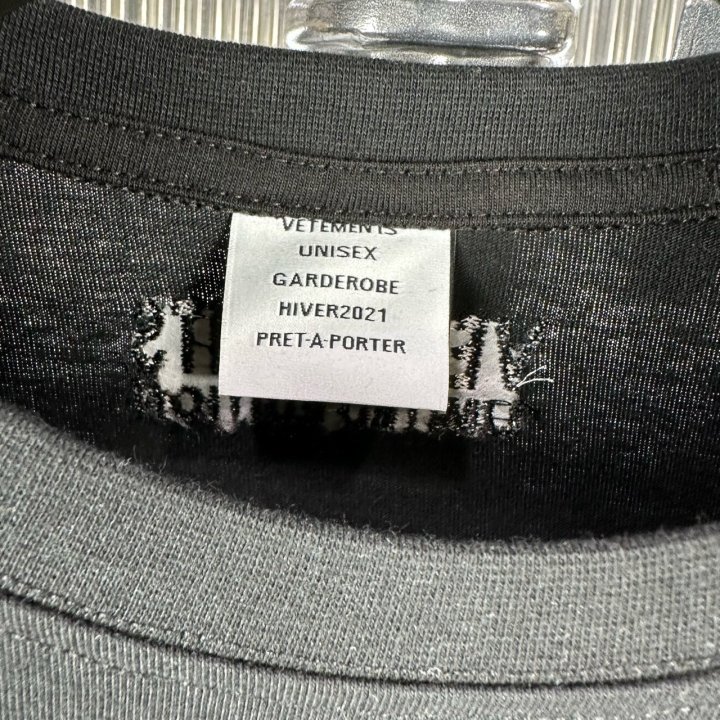 VETEMENTS
UNISEX
GARDEROBE
HIVER2021
PRET-A-PORTER